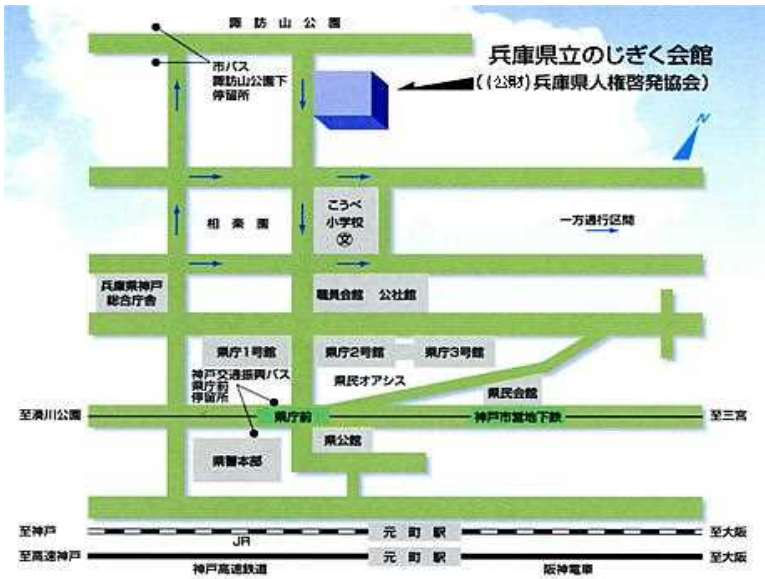 諏訪山公園
兵庫県立のじぎく会館
((公財)兵庫県人権啓発協会)
市バス
諏訪山公園下
停留所
N
こうべ
小学校
文
相楽園
一方通行区間
兵庫県神戸
総合庁舎
職員会館 公社館
県庁1号館
県庁2号館
県庁3号館
神戸交通振興バス
県庁前
停留所
県民オアシス
県民会館
至湊川公園
県庁前
神戸市営地下鉄
至三宮
県公館
県警本部
至神戸
元町駅
至大阪
JR
至高速神戸
元町駅
至大阪
神戸高速鉄道
阪神電車